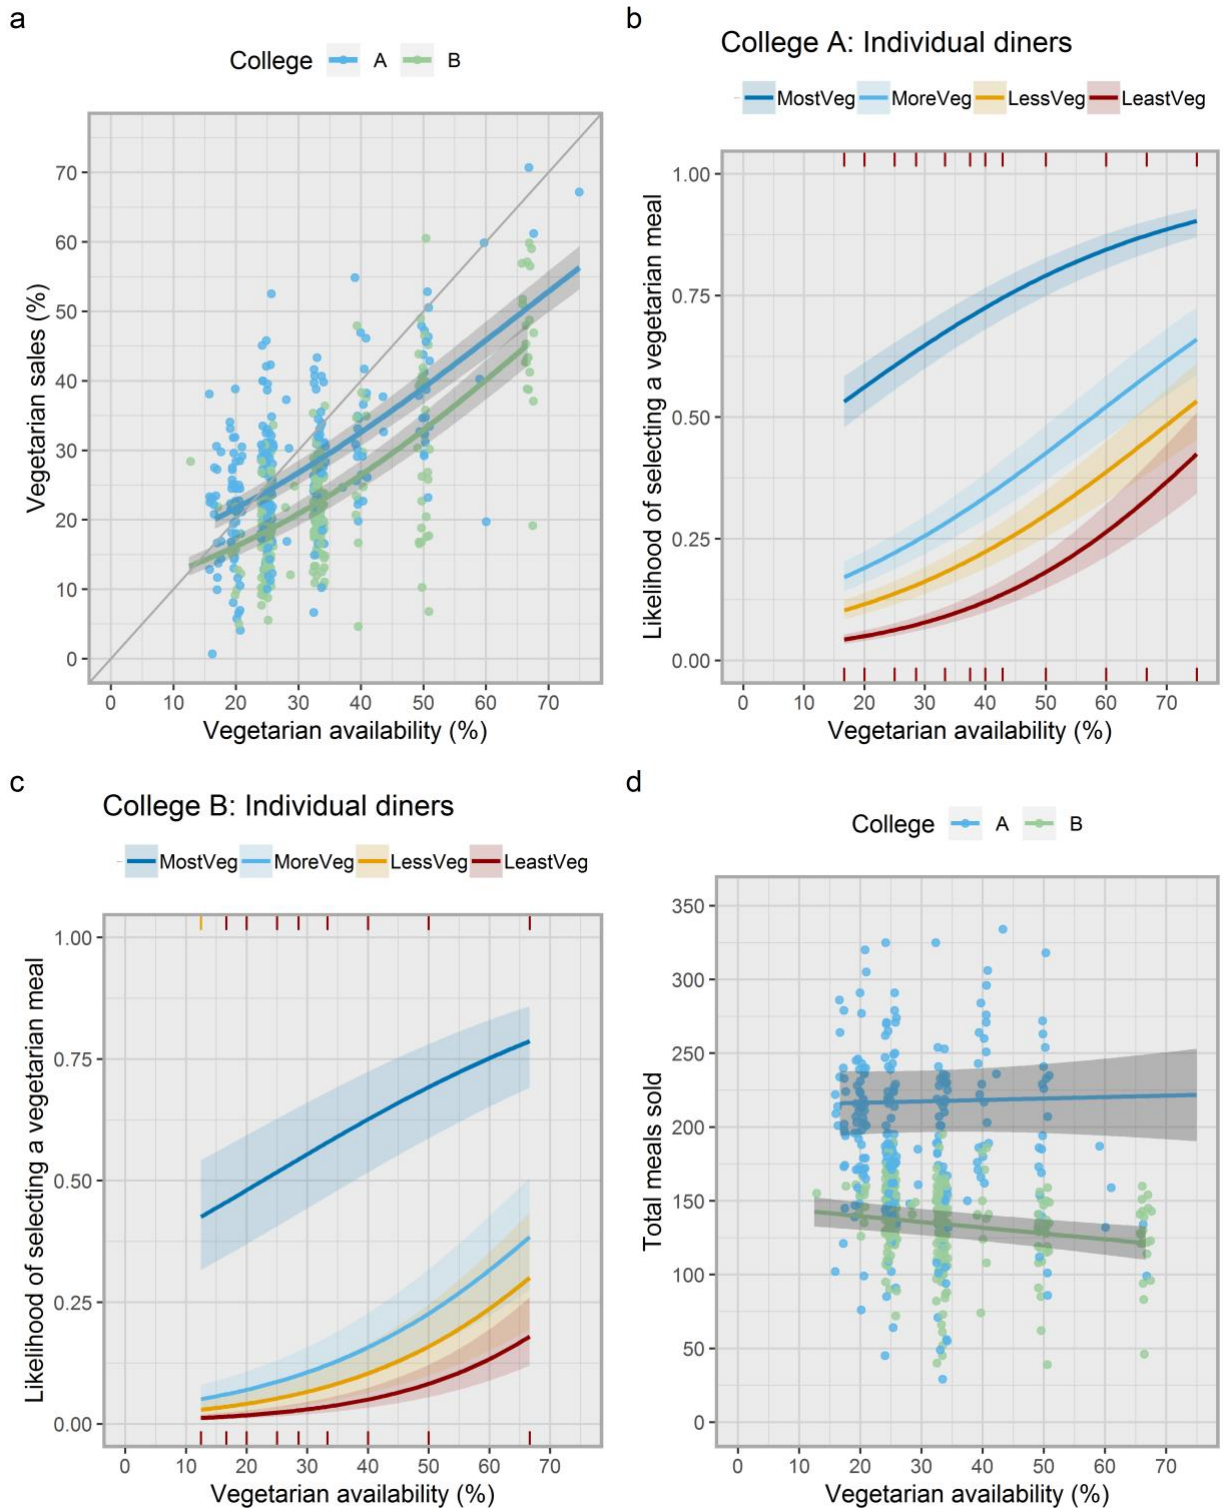 a
College A B
Vegetarian sales (%)
70
60
50
40
30
20
10
0
0 10 20 30 40 50 60 70
Vegetarian availability (%)
b
College A: Individual diners
MostVeg MoreVeg LessVeg LeastVeg
Likelihood of selecting a vegetarian meal
1.00
0.75
0.50
0.25
0.00
0 10 20 30 40 50 60 70
Vegetarian availability (%)
c
College B: Individual diners
MostVeg MoreVeg LessVeg LeastVeg
Likelihood of selecting a vegetarian meal
1.00
0.75
0.50
0.25
0.00
0 10 20 30 40 50 60 70
Vegetarian availability (%)
d
College A B
Total meals sold
350
300
250
200
150
100
50
0
0 10 20 30 40 50 60 70
Vegetarian availability (%)